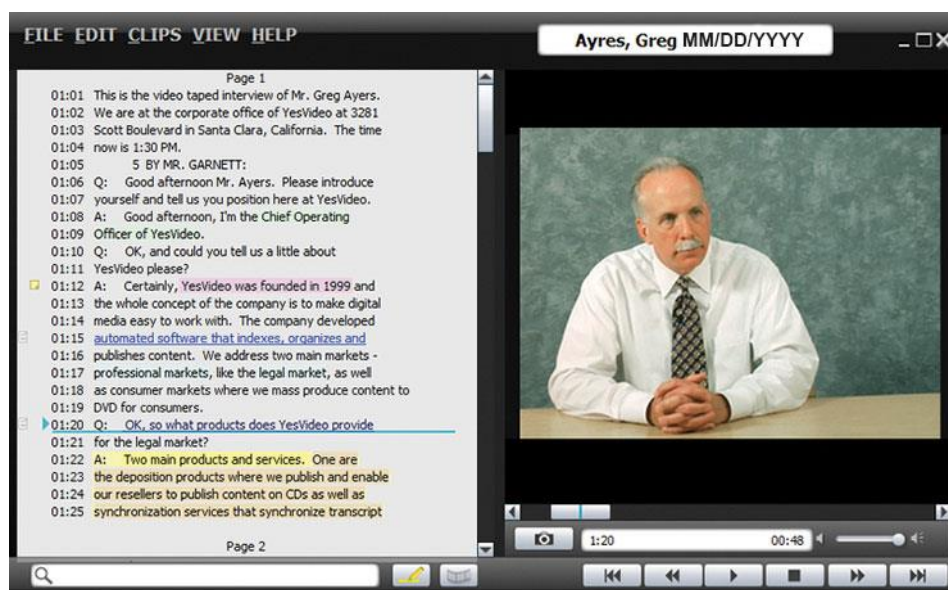 FILE EDIT CLIPS VIEW HELP
Ayres, Greg MM/DD/YYYY
Page 1
01:01 This is the video taped interview of Mr. Greg Ayers.
01:02 We are at the corporate office of YesVideo at 3281
01:03 Scott Boulevard in Santa Clara, California. The time
01:04 now is 1:30 PM.
01:05 5 BY MR. GARNETT:
01:06 Q: Good afternoon Mr. Ayers. Please introduce
01:07 yourself and tell us you position here at YesVideo.
01:08 A: Good afternoon, I'm the Chief Operating
01:09 Officer of YesVideo.
01:10 Q: OK, and could you tell us a little about
01:11 YesVideo please?
01:12 A: Certainly, YesVideo was founded in 1999 and
01:13 the whole concept of the company is to make digital
01:14 media easy to work with. The company developed
01:15 automated software that indexes, organizes and
01:16 publishes content. We address two main markets -
01:17 professional markets, like the legal market, as well
01:18 as consumer markets where we mass produce content to
01:19 DVD for consumers.
01:20 Q: OK, so what products does YesVideo provide
01:21 for the legal market?
01:22 A: Two main products and services. One are
01:23 the deposition products where we publish and enable
01:24 our resellers to publish content on CDs as well as
01:25 synchronization services that synchronize transcript
Page 2
1:20 00:48